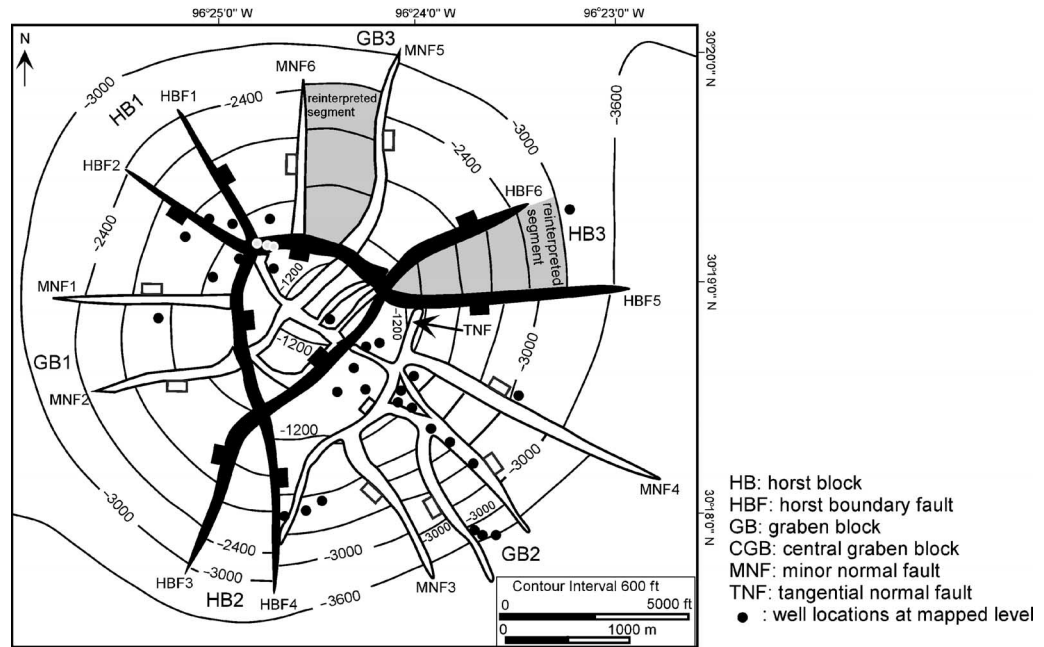 96°25'0"W
96°24'0"W
96°23'0"W
30°20'0" N
30°19'0" N
30°18'0" N
N
GB3
MNF5
MNF6
HBF1
HB1
HBF2
-3000
-2400
reinterpreted
segment
-3000
-2400
-3600
HBF6
reinterpreted
segment
HB3
-2400
MNF1
-1200
-1200
HBF5
TNF
-1200
-3000
GB1
MNF2
-1200
-3000
MNF4
-3000
-3000
-2400
-3000
-3000
GB2
-3000
HBF3
HB2
HBF4
-3600
MNF3
Contour Interval 600 ft
0 5000 ft
0 1000 m
HB: horst block
HBF: horst boundary fault
GB: graben block
CGB: central graben block
MNF: minor normal fault
TNF: tangential normal fault
: well locations at mapped level